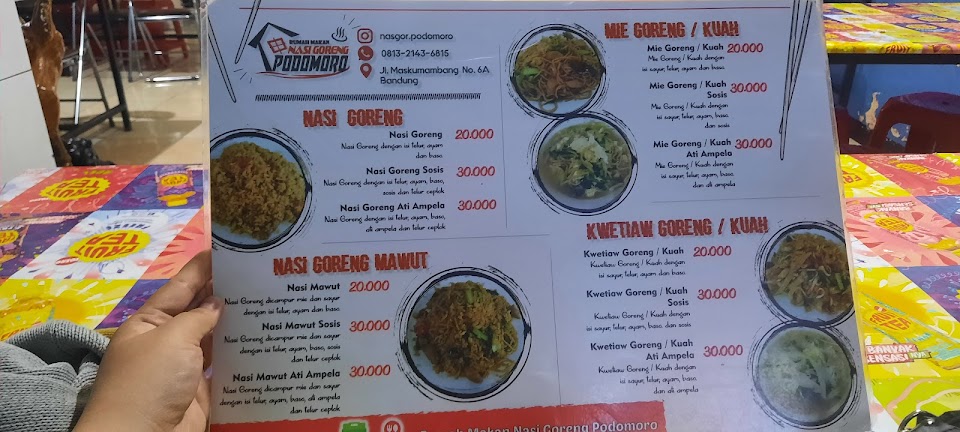 RUMAH MAKAN
NASI GORENG
PODOMORO
nasgor.podomoro
0813-2143-6815
Jl. Maskumambang No. 6A
Bandung
NASI GORENG
Nasi Goreng 20.000
Nasi Goreng dengan isi telur, ayam
dan baso.
Nasi Goreng Sosis 30.000
Nasi Goreng dengan isi telur, ayam, baso,
sosis dan telur ceplok
Nasi Goreng Ati Ampela 30.000
Nasi Goreng dengan isi telur, ayam, baso,
ati ampela dan telur ceplok
NASI GORENG MAWUT
Nasi Mawut 20.000
Nasi Goreng dicampur mie dan sayur
dengan isi telur, ayam dan baso.
Nasi Mawut Sosis 30.000
Nasi Goreng dicampur mie dan sayur
dengan isi telur, ayam, baso, sosis
dan telur ceplok
Nasi Mawut Ati Ampela 30.000
Nasi Goreng dicampur mie dan sayur
dengan isi telur, ayam, baso, ati ampela
dan telur ceplok
MIE GORENG / KUAH
Mie Goreng / Kuah 20.000
Mie Goreng / Kuah dengan
isi sayur, telur, ayam dan baso.
Mie Goreng / Kuah 30.000
Sosis
Mie Goreng / Kuah dengan
isi sayur, telur, ayam, baso,
dan sosis
Mie Goreng / Kuah 30.000
Ati Ampela
Mie Goreng / Kuah dengan
isi sayur, telur, ayam, baso,
dan ati ampela
KWETIAW GORENG / KUAH
Kwetiaw Goreng / Kuah 20.000
Kwetiaw Goreng / Kuah dengan
isi sayur, telur, ayam dan baso.
Kwetiaw Goreng / Kuah 30.000
Sosis
Kwetiaw Goreng / Kuah dengan
isi sayur, telur, ayam, baso, dan sosis
Kwetiaw Goreng / Kuah 30.000
Ati Ampela
Kwetiaw Goreng / Kuah dengan
isi sayur, telur, ayam, baso,
dan ati ampela
Makan Nasi Goreng Podomoro
FRUIT
TEA
FRUIT
TEA